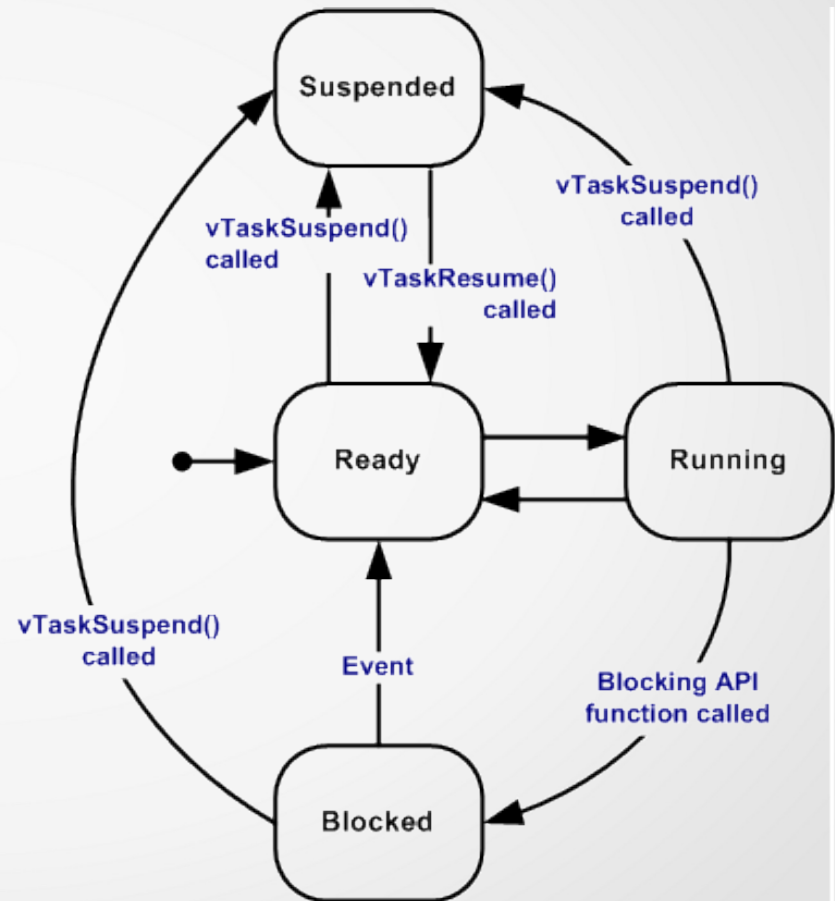 Suspended
vTaskSuspend()
called
vTaskSuspend()
called
vTaskResume()
called
Ready
Running
vTaskSuspend()
called
Event
Blocking API
function called
Blocked